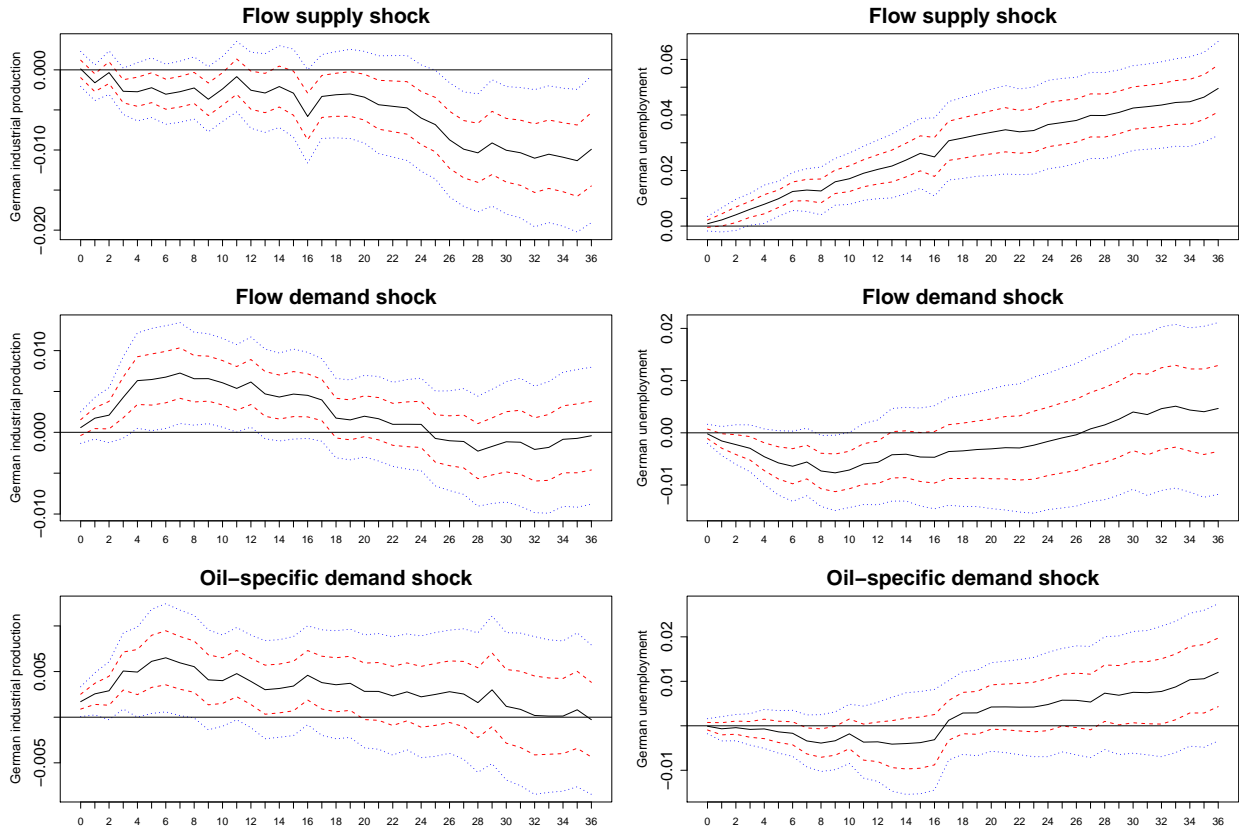 Flow supply shock
German industrial production
0.000
−0.010
−0.020
0 2 4 6 8 10 12 14 16 18 20 22 24 26 28 30 32 34 36
Flow supply shock
German unemployment
0.06
0.04
0.02
0.00
0 2 4 6 8 10 12 14 16 18 20 22 24 26 28 30 32 34 36
Flow demand shock
German industrial production
0.010
0.000
−0.010
0 2 4 6 8 10 12 14 16 18 20 22 24 26 28 30 32 34 36
Flow demand shock
German unemployment
0.02
0.01
0.00
−0.01
0 2 4 6 8 10 12 14 16 18 20 22 24 26 28 30 32 34 36
Oil−specific demand shock
German industrial production
0.005
−0.005
0 2 4 6 8 10 12 14 16 18 20 22 24 26 28 30 32 34 36
Oil−specific demand shock
German unemployment
0.02
0.01
−0.01
0 2 4 6 8 10 12 14 16 18 20 22 24 26 28 30 32 34 36